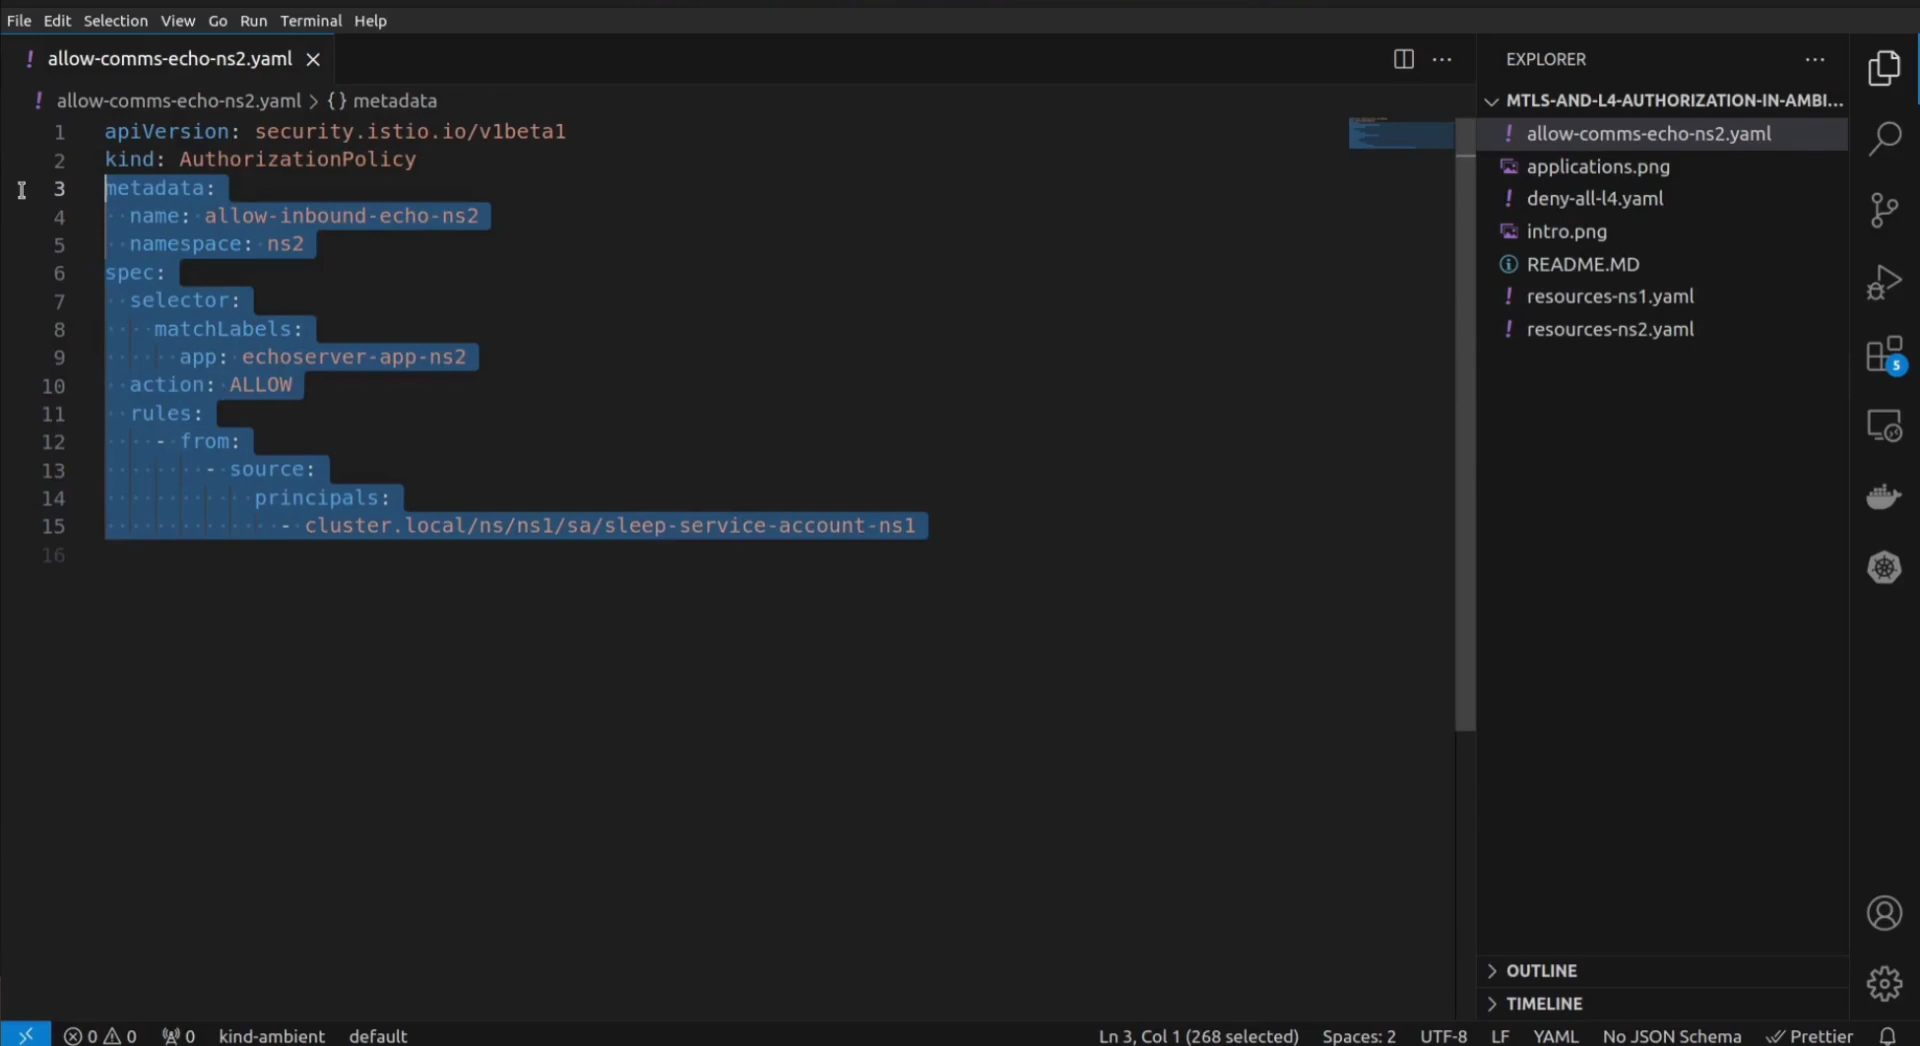 File Edit Selection View Go Run Terminal Help
! allow-comms-echo-ns2.yaml
! allow-comms-echo-ns2.yaml > {} metadata
1 apiVersion: security.istio.io/v1beta1
2 kind: AuthorizationPolicy
3 metadata:
4 name: allow-inbound-echo-ns2
5 namespace: ns2
6 spec:
7 selector:
8 matchLabels:
9 app: echoserver-app-ns2
10 action: ALLOW
11 rules:
12 - from:
13 - source:
14 principals:
15 - cluster.local/ns/ns1/sa/sleep-service-account-ns1
16
EXPLORER
MTLS-AND-L4-AUTHORIZATION-IN-AMBI...
! allow-comms-echo-ns2.yaml
applications.png
! deny-all-l4.yaml
intro.png
README.MD
! resources-ns1.yaml
! resources-ns2.yaml
5
OUTLINE
TIMELINE
0 0 0 kind-ambient default Ln 3, Col 1 (268 selected) Spaces: 2 UTF-8 LF YAML No JSON Schema Prettier